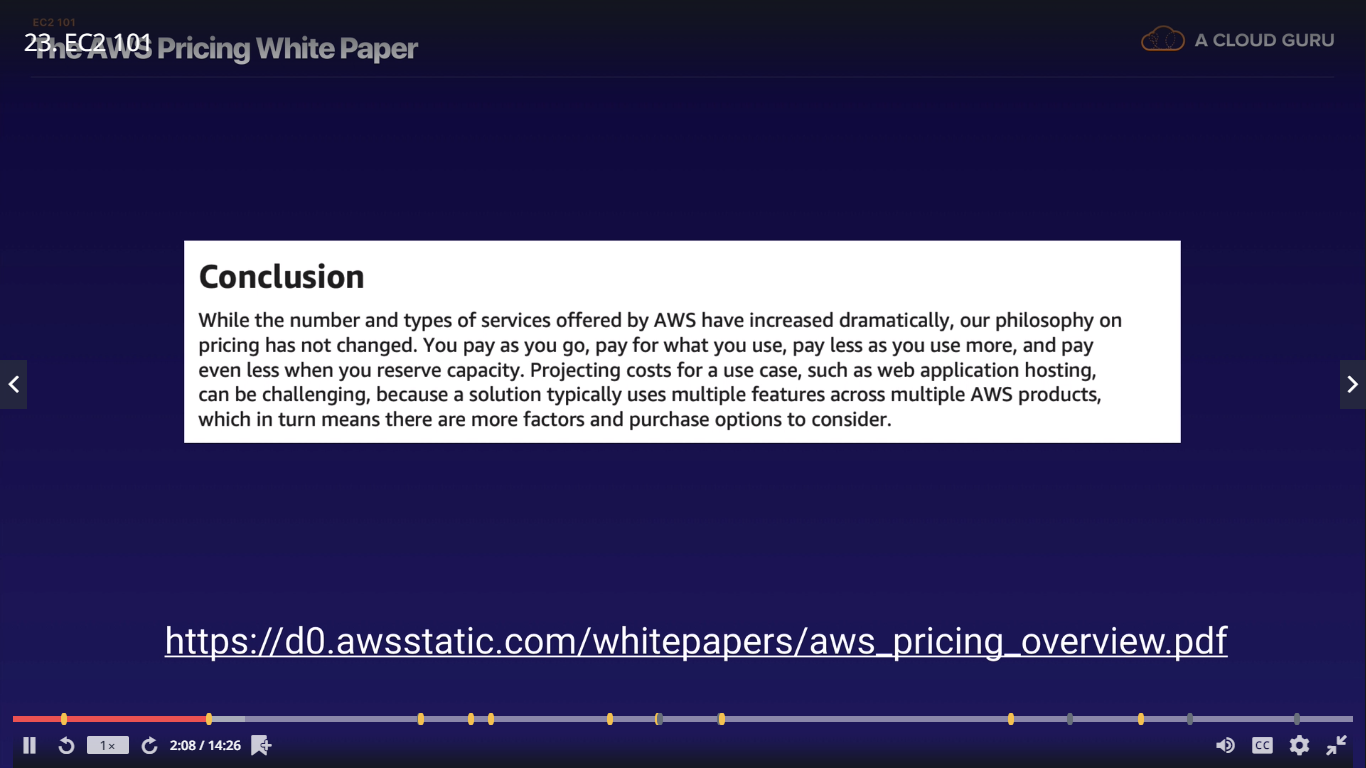 EC2 101
23. EC2 101
The AWS Pricing White Paper
A CLOUD GURU
Conclusion
While the number and types of services offered by AWS have increased dramatically, our philosophy on
pricing has not changed. You pay as you go, pay for what you use, pay less as you use more, and pay
even less when you reserve capacity. Projecting costs for a use case, such as web application hosting,
can be challenging, because a solution typically uses multiple features across multiple AWS products,
which in turn means there are more factors and purchase options to consider.
https://d0.awsstatic.com/whitepapers/aws_pricing_overview.pdf
1×
2:08 / 14:26
CC